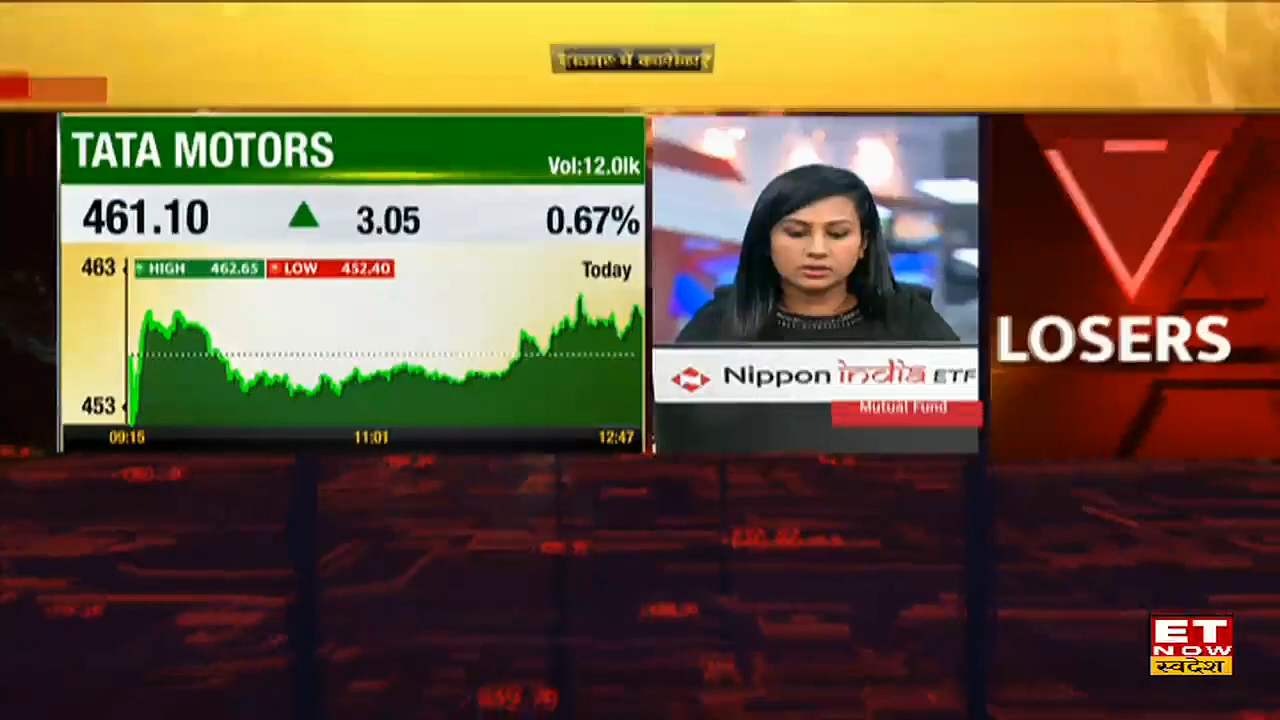 TATA MOTORS
Vol:12.0lk
461.10 ▲ 3.05 0.67%
463
HIGH 462.65 LOW 452.40
Today
453
09:15 11:01 12:47
Nippon india ETF
Mutual Fund
LOSERS
ET
NOW
स्वदेश